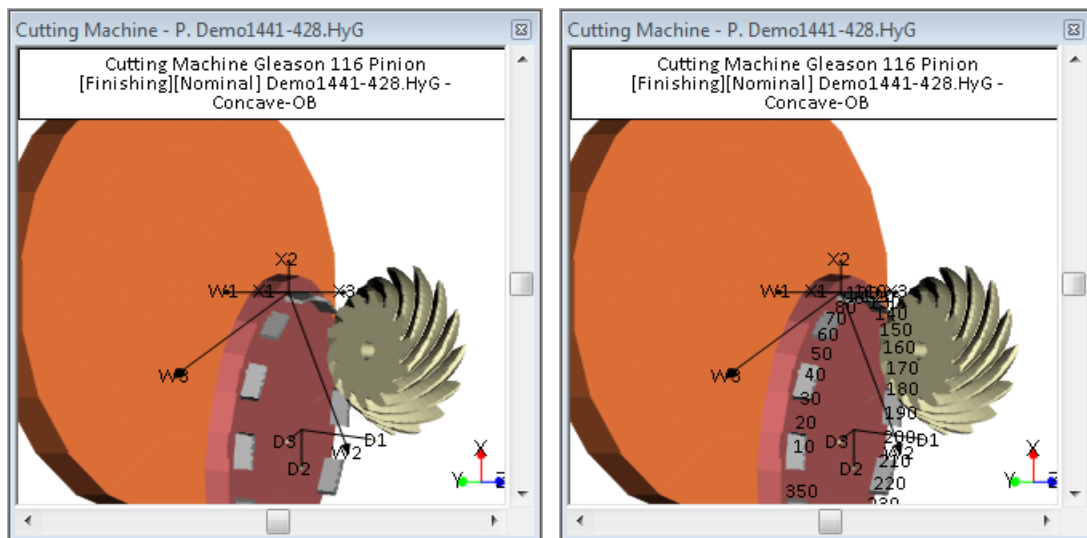 Cutting Machine - P. Demo1441-428.HyG
Cutting Machine Gleason 116 Pinion
[Finishing][Nominal] Demo1441-428.HyG -
Concave-OB
X2
W1 X1 X3
W3
D3 D1
W2
D2
X
Y Z
Cutting Machine - P. Demo1441-428.HyG
Cutting Machine Gleason 116 Pinion
[Finishing][Nominal] Demo1441-428.HyG -
Concave-OB
X2
W1 X1 110 X3
80
70 140
60 150
50 160
40 170
30 180
20 190
10 200 D1
D3 W2
D2 210
350 220
230
W3
X
Y Z